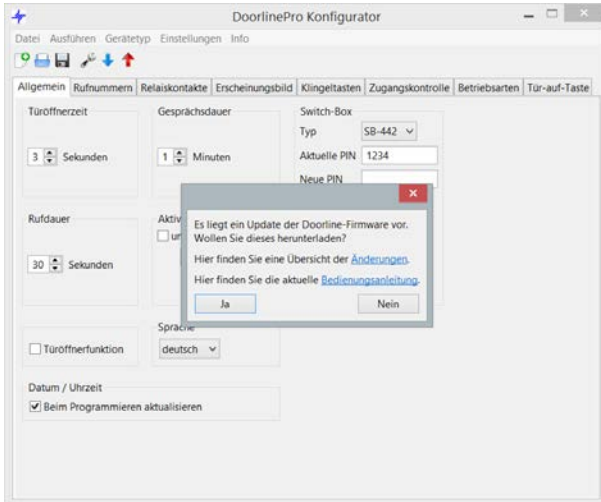 DoorlinePro Konfigurator
Datei Ausführen Gerätetyp Einstellungen Info
Allgemein Rufnummern Relaiskontakte Erscheinungsbild Klingeltasten Zugangskontrolle Betriebsarten Tür-auf-Taste
Türöffnerzeit
3 Sekunden
Gesprächsdauer
1 Minuten
Switch-Box
Typ SB-442
Aktuelle PIN 1234
Neue PIN
Rufdauer
30 Sekunden
Es liegt ein Update der Doorline-Firmware vor.
Wollen Sie dieses herunterladen?
Hier finden Sie eine Übersicht der Änderungen.
Hier finden Sie die aktuelle Bedienungsanleitung.
Ja Nein
Türöffnerfunktion
Sprache
deutsch
Datum / Uhrzeit
Beim Programmieren aktualisieren